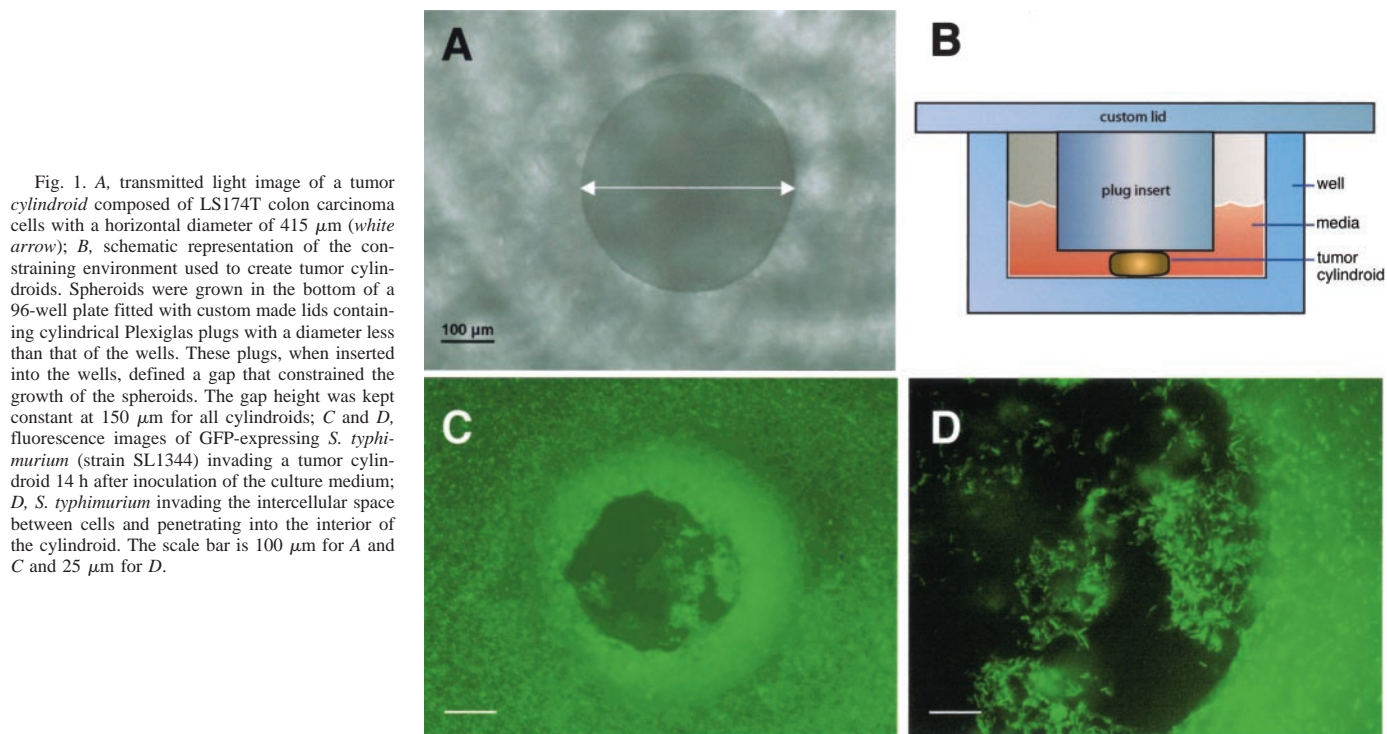 Fig. 1. A, transmitted light image of a tumor
cylindroid composed of LS174T colon carcinoma
cells with a horizontal diameter of 415 μm (white
arrow); B, schematic representation of the con-
straining environment used to create tumor cylin-
droids. Spheroids were grown in the bottom of a
96-well plate fitted with custom made lids contain-
ing cylindrical Plexiglas plugs with a diameter less
than that of the wells. These plugs, when inserted
into the wells, defined a gap that constrained the
growth of the spheroids. The gap height was kept
constant at 150 μm for all cylindroids; C and D,
fluorescence images of GFP-expressing S. typhi-
murium (strain SL1344) invading a tumor cylin-
droid 14 h after inoculation of the culture medium;
D, S. typhimurium invading the intercellular space
between cells and penetrating into the interior of
the cylindroid. The scale bar is 100 μm for A and
C and 25 μm for D.
A
100 μm
B
custom lid
plug insert
well
media
tumor
cylindroid
C
D